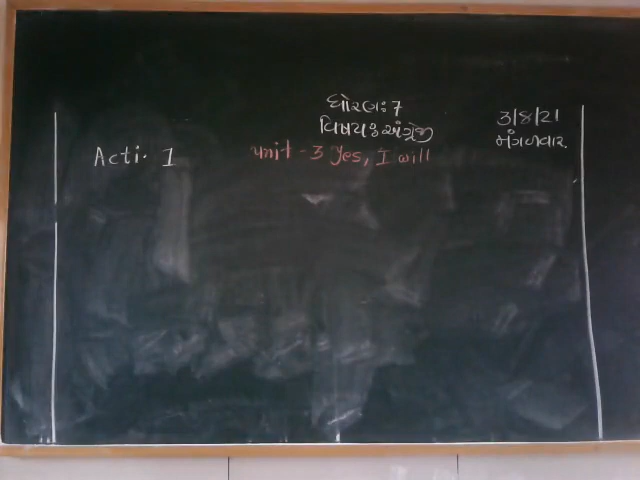 ધોરણઃ 7
3/8/21
વિષયઃ અંગ્રેજી
મંગળવાર.
Acti. 1
unit - 3 Yes, I will